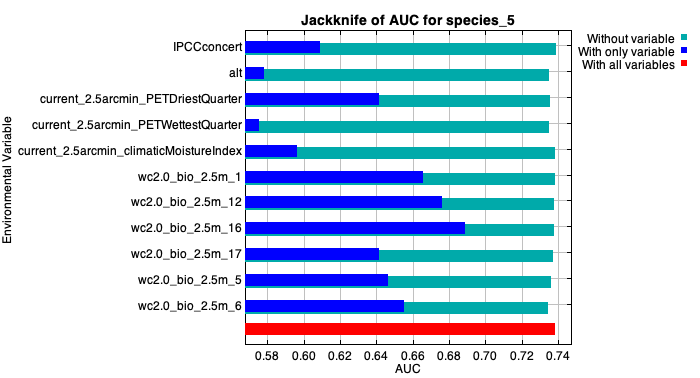 Jackknife of AUC for species_5
Without variable
With only variable
With all variables
Environmental Variable
IPCCconcert
alt
current_2.5arcmin_PETDriestQuarter
current_2.5arcmin_PETWettestQuarter
current_2.5arcmin_climaticMoistureIndex
wc2.0_bio_2.5m_1
wc2.0_bio_2.5m_12
wc2.0_bio_2.5m_16
wc2.0_bio_2.5m_17
wc2.0_bio_2.5m_5
wc2.0_bio_2.5m_6
0.58 0.60 0.62 0.64 0.66 0.68 0.70 0.72 0.74
AUC